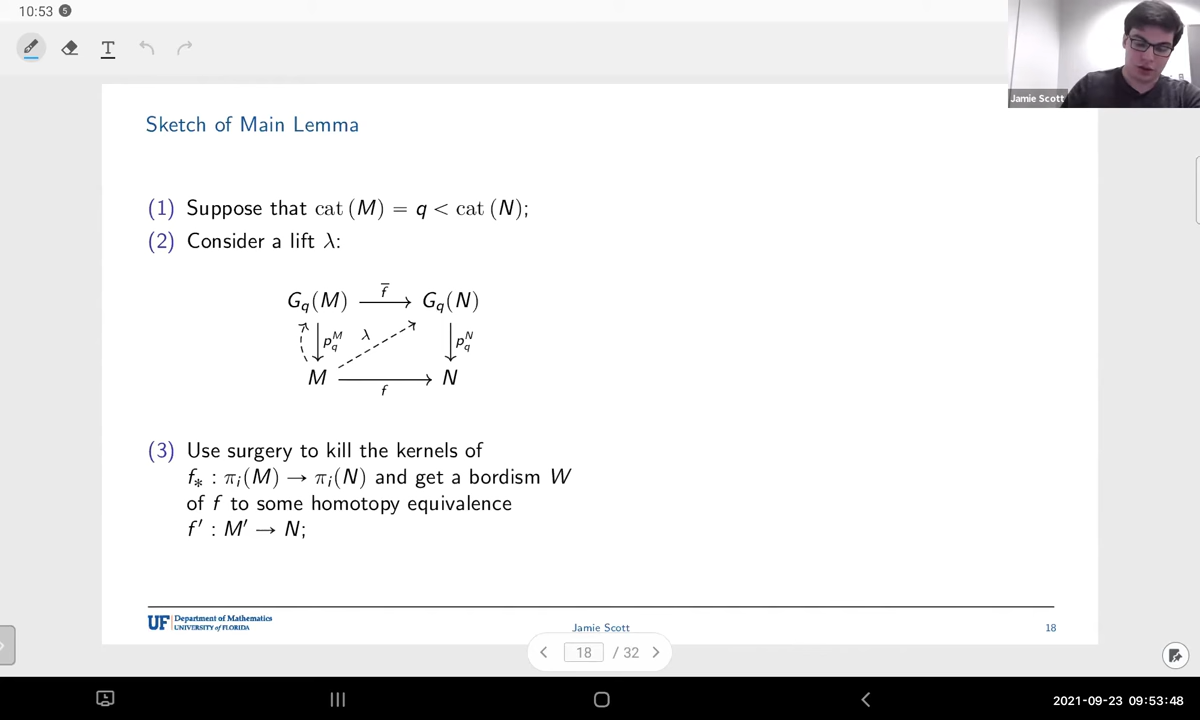 10:53 5
T
Jamie Scott
Sketch of Main Lemma
(1) Suppose that cat (M) = q < cat (N);
(2) Consider a lift λ:
G_q(M) f̅ G_q(N)
p_q^M λ p_q^N
M f N
(3) Use surgery to kill the kernels of
f_* : π_i(M) → π_i(N) and get a bordism W
of f to some homotopy equivalence
f′ : M′ → N;
UF Department of Mathematics
UNIVERSITY of FLORIDA
Jamie Scott
18
18 / 32
2021-09-23 09:53:48